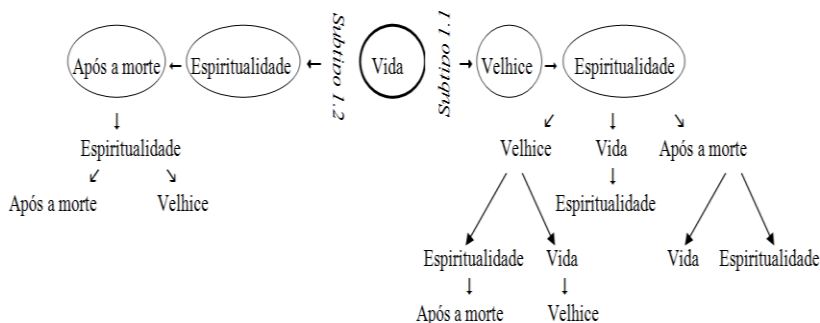 Após a morte ← Espiritualidade ← Subtipo 1.2 Vida Subtipo 1.1 → Velhice → Espiritualidade
Espiritualidade Velhice Vida Após a morte
Após a morte Velhice Espiritualidade
Espiritualidade Vida Vida Espiritualidade
Após a morte Velhice